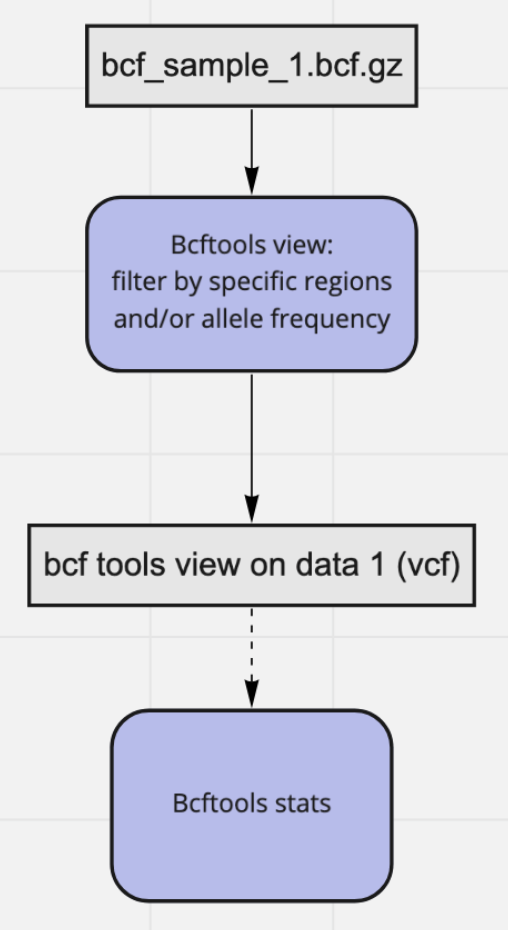 bcf_sample_1.bcf.gz
Bcftools view:
filter by specific regions
and/or allele frequency
bcf tools view on data 1 (vcf)
Bcftools stats